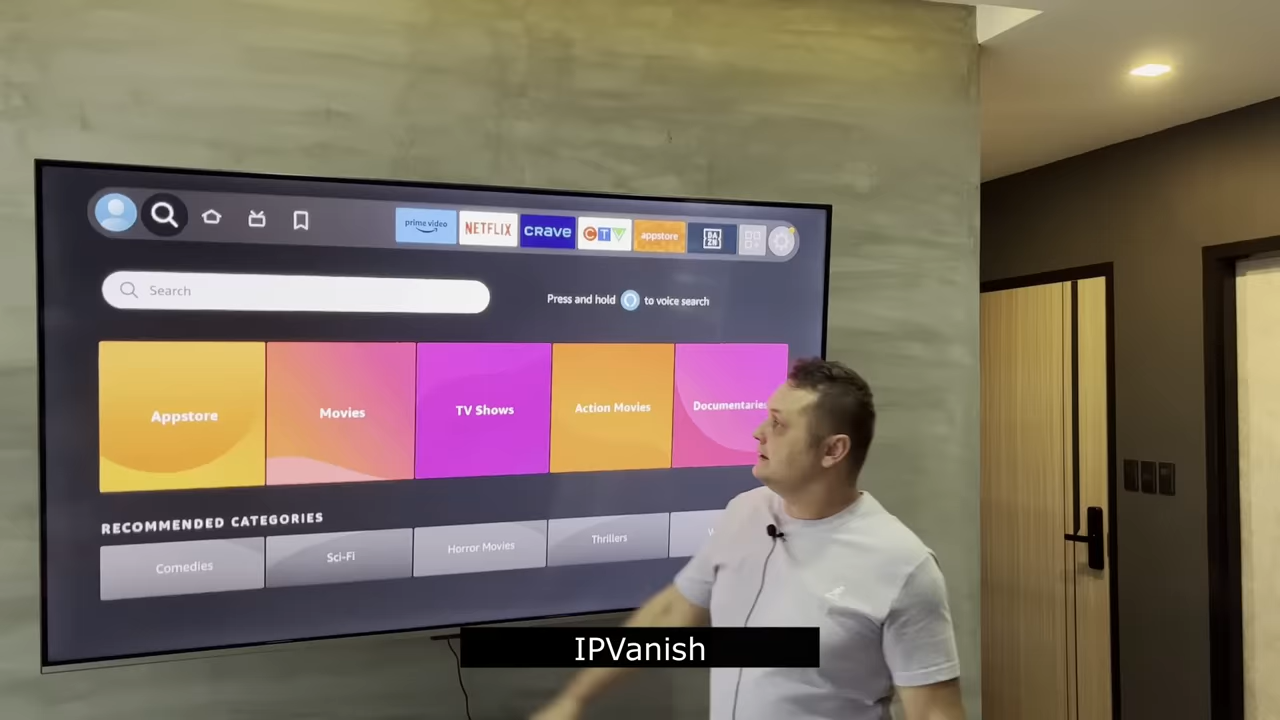 prime video
NETFLIX
CRAVE
CTV
appstore
DAZN
Search
Press and hold to voice search
Appstore
Movies
TV Shows
Action Movies
Documentaries
RECOMMENDED CATEGORIES
Comedies
Sci-Fi
Horror Movies
Thrillers
IPVanish